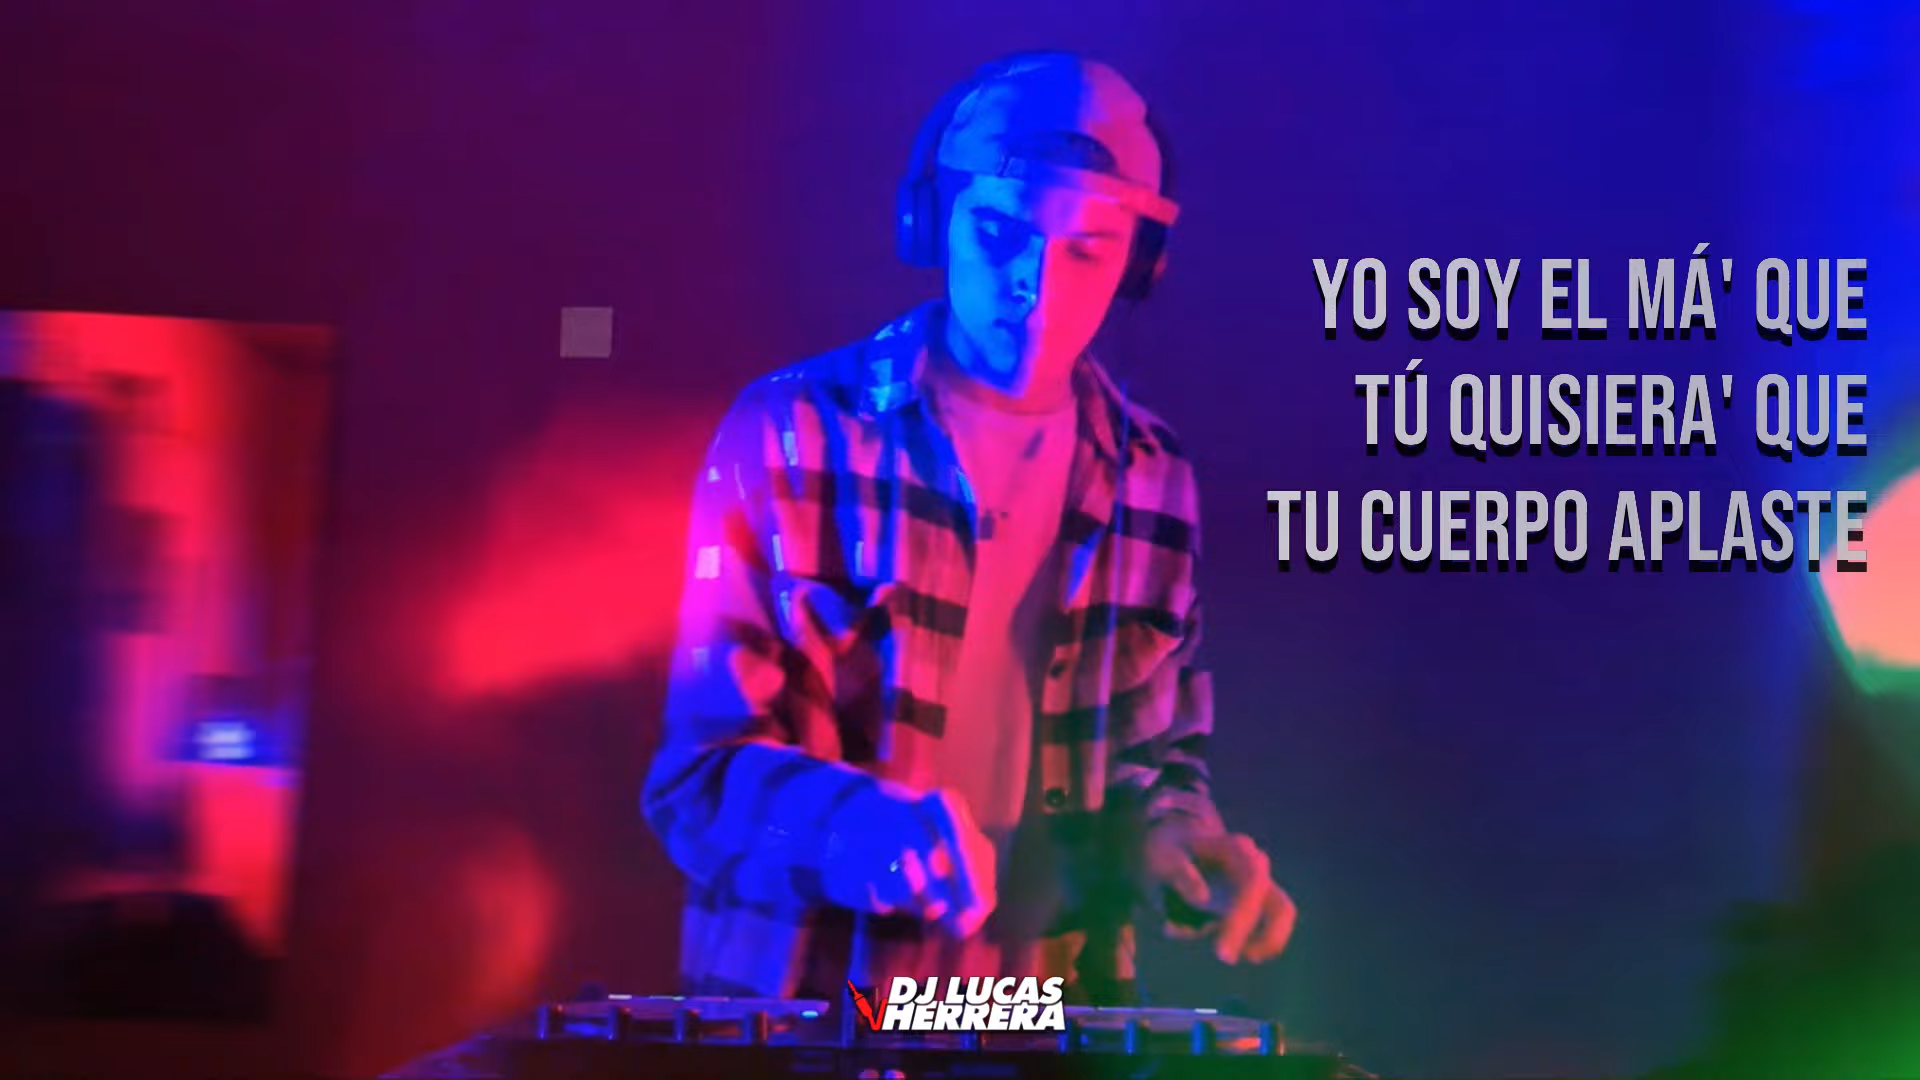 YO SOY EL MÁ' QUE
TÚ QUISIERA' QUE
TU CUERPO APLASTE
DJ LUCAS
HERRERA